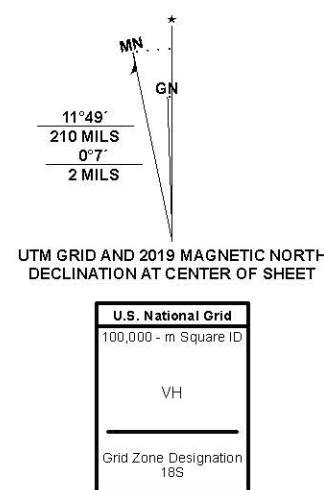 ★
MN
GN
11°49´
210 MILS
0°7´
2 MILS
UTM GRID AND 2019 MAGNETIC NORTH
DECLINATION AT CENTER OF SHEET
U.S. National Grid
100,000 - m Square ID
VH
Grid Zone Designation
18S